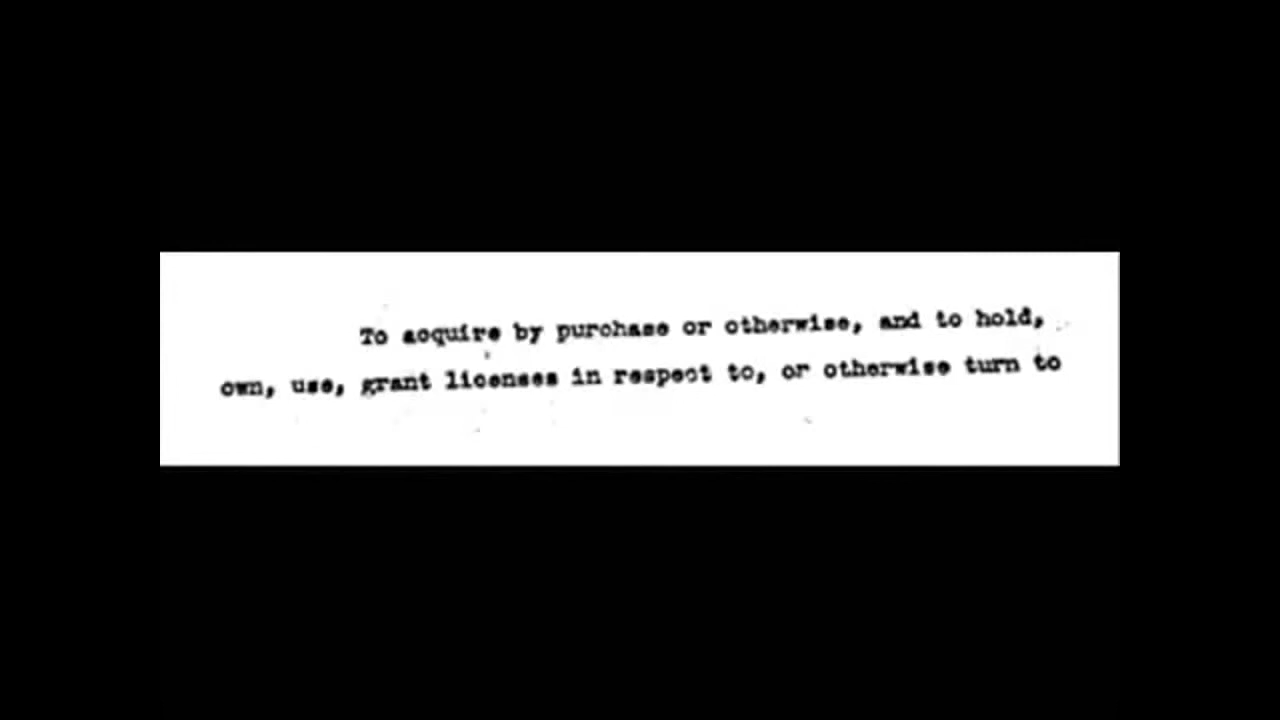 To acquire by purchase or otherwise, and to hold,
own, use, grant licenses in respect to, or otherwise turn to